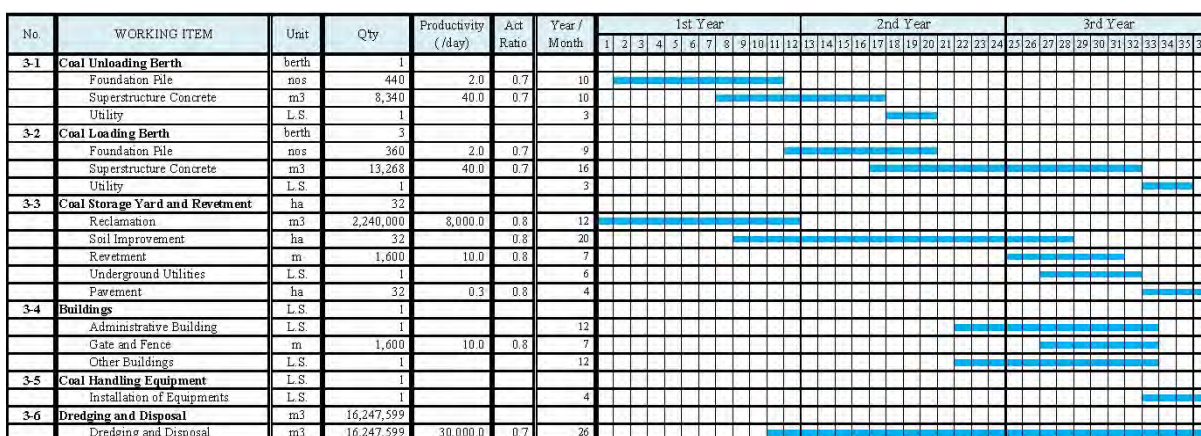 No. WORKING ITEM Unit Q'ty Productivity (/day) Act Ratio Year / Month 1st Year 2nd Year 3rd Year
1 2 3 4 5 6 7 8 9 10 11 12 13 14 15 16 17 18 19 20 21 22 23 24 25 26 27 28 29 30 31 32 33 34 35
3-1 Coal Unloading Berth berth 1
Foundation Pile nos 440 2.0 0.7 10
Superstructure Concrete m3 8,340 40.0 0.7 10
Utility L.S. 1 3
3-2 Coal Loading Berth berth 3
Foundation Pile nos 360 2.0 0.7 9
Superstructure Concrete m3 13,268 40.0 0.7 16
Utility L.S. 1 3
3-3 Coal Storage Yard and Revetment ha 32
Reclamation m3 2,240,000 8,000.0 0.8 12
Soil Improvement ha 32 0.8 20
Revetment m 1,600 10.0 0.8 7
Underground Utilities L.S. 1 6
Pavement ha 32 0.3 0.8 4
3-4 Buildings L.S. 1
Administrative Building L.S. 1 12
Gate and Fence m 1,600 10.0 0.8 7
Other Buildings L.S. 1 12
3-5 Coal Handling Equipment L.S. 1
Installation of Equipments L.S. 1 4
3-6 Dredging and Disposal m3 16,247,599
Dredging and Disposal m3 16,247,599 30,000.0 0.7 26